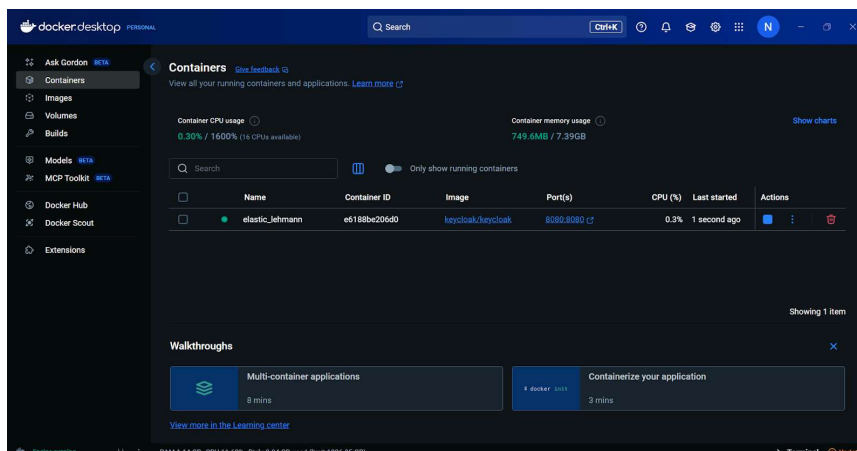 docker.desktop PERSONAL
Search
Ctrl+K
N
Ask Gordon BETA
Containers
Images
Volumes
Builds
Models BETA
MCP Toolkit BETA
Docker Hub
Docker Scout
Extensions
Containers Give feedback
View all your running containers and applications. Learn more
Container CPU usage
0.30% / 1600% (16 CPUs available)
Container memory usage
749.6MB / 7.39GB
Show charts
Search
Only show running containers
Name Container ID Image Port(s) CPU (%) Last started Actions
elastic_lehmann e6188be206d0 keycloak/keycloak 8080:8080 0.3% 1 second ago
Showing 1 item
Walkthroughs
Multi-container applications
8 mins
docker init
Containerize your application
3 mins
View more in the Learning center